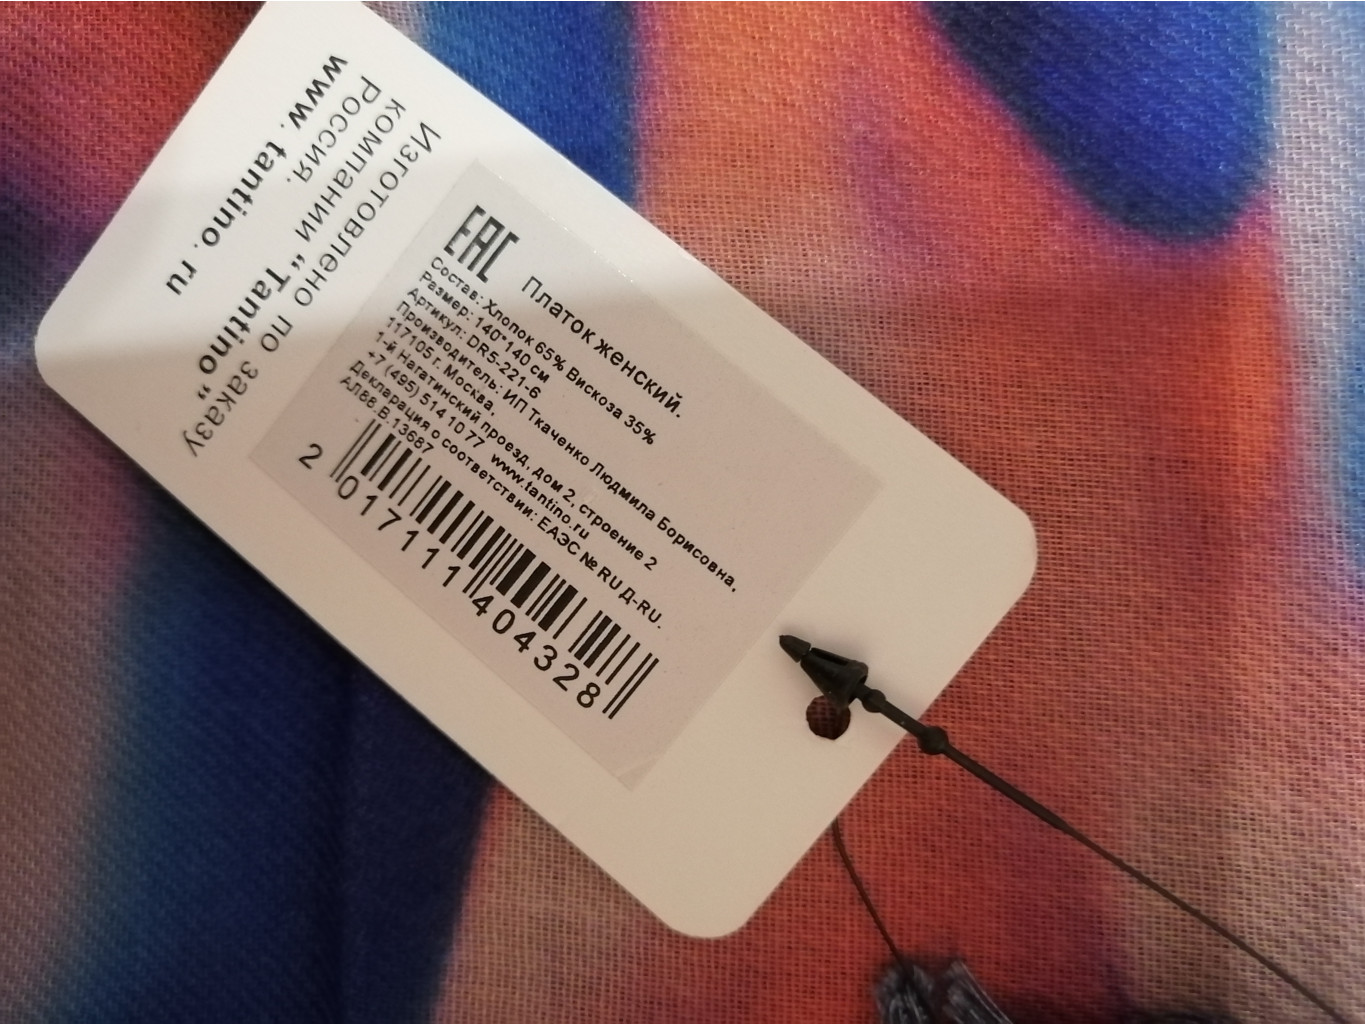 Изготовлено по заказу
компании “Tantino”
Россия.
www. tantino. ru
EAC Платок женский.
Состав: Хлопок 65% Вискоза 35%
Размер: 140*140 см
Артикул: DR5-221-6
Производитель: ИП Ткаченко Людмила Борисовна,
117105 г. Москва,
1-й Нагатинский проезд, дом 2, строение 2
+7 (495) 514 10 77 www.tantino.ru
Декларация о соответствии: ЕАЭС № RU Д-RU.
АЛ88.В.13687
2 017111 404328